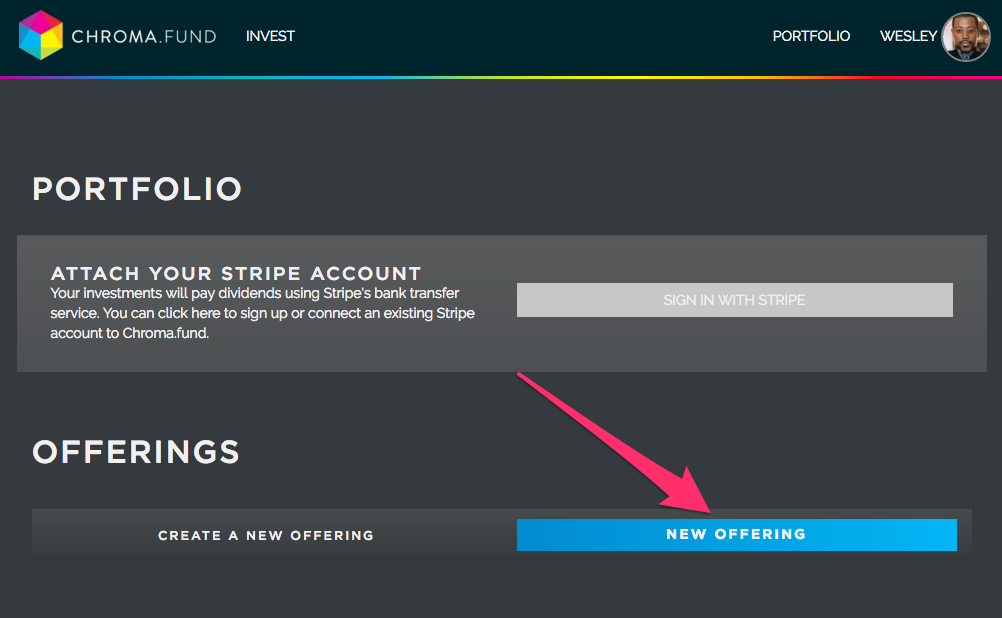 CHROMA.FUND
INVEST
PORTFOLIO
WESLEY
PORTFOLIO
ATTACH YOUR STRIPE ACCOUNT
Your investments will pay dividends using Stripe's bank transfer
service. You can click here to sign up or connect an existing Stripe
account to Chroma.fund.
SIGN IN WITH STRIPE
OFFERINGS
CREATE A NEW OFFERING
NEW OFFERING